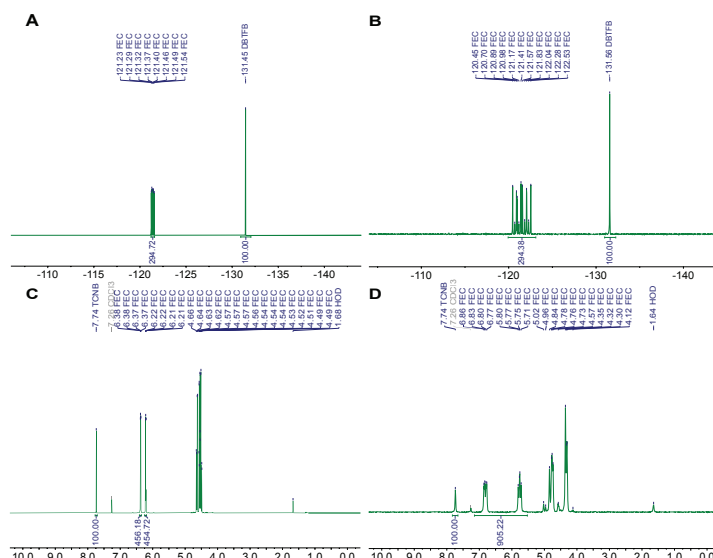 A
-121.23 FEC
-121.29 FEC
-121.32 FEC
-121.37 FEC
-121.40 FEC
-121.46 FEC
-121.49 FEC
-121.54 FEC
-131.45 DBTFB
294.72
100.00
-110 -120 -130 -140
B
120.45 FEC
120.70 FEC
120.89 FEC
120.98 FEC
121.17 FEC
121.41 FEC
121.57 FEC
121.83 FEC
122.04 FEC
122.28 FEC
122.53 FEC
-131.56 DBTFB
294.38
100.00
-110 -120 -130 -140
C
7.74 TCNB
7.26 CDCl3
6.38 FEC
6.38 FEC
6.37 FEC
6.37 FEC
6.22 FEC
6.22 FEC
6.21 FEC
6.21 FEC
4.66 FEC
4.64 FEC
4.63 FEC
4.62 FEC
4.57 FEC
4.57 FEC
4.57 FEC
4.56 FEC
4.54 FEC
4.54 FEC
4.54 FEC
4.53 FEC
4.52 FEC
4.51 FEC
4.49 FEC
4.49 FEC
1.68 HOD
100.00
456.18
454.72
10.0 9.0 8.0 7.0 6.0 5.0 4.0 3.0 2.0 1.0 0.0
D
7.74 TCNB
7.26 CDCl3
6.86 FEC
6.83 FEC
6.80 FEC
6.77 FEC
5.80 FEC
5.77 FEC
5.75 FEC
5.71 FEC
5.02 FEC
4.96 FEC
4.84 FEC
4.78 FEC
4.76 FEC
4.73 FEC
4.57 FEC
4.35 FEC
4.32 FEC
4.30 FEC
4.12 FEC
1.64 HOD
100.00
905.22
10.0 9.0 8.0 7.0 6.0 5.0 4.0 3.0 2.0 1.0 0.0